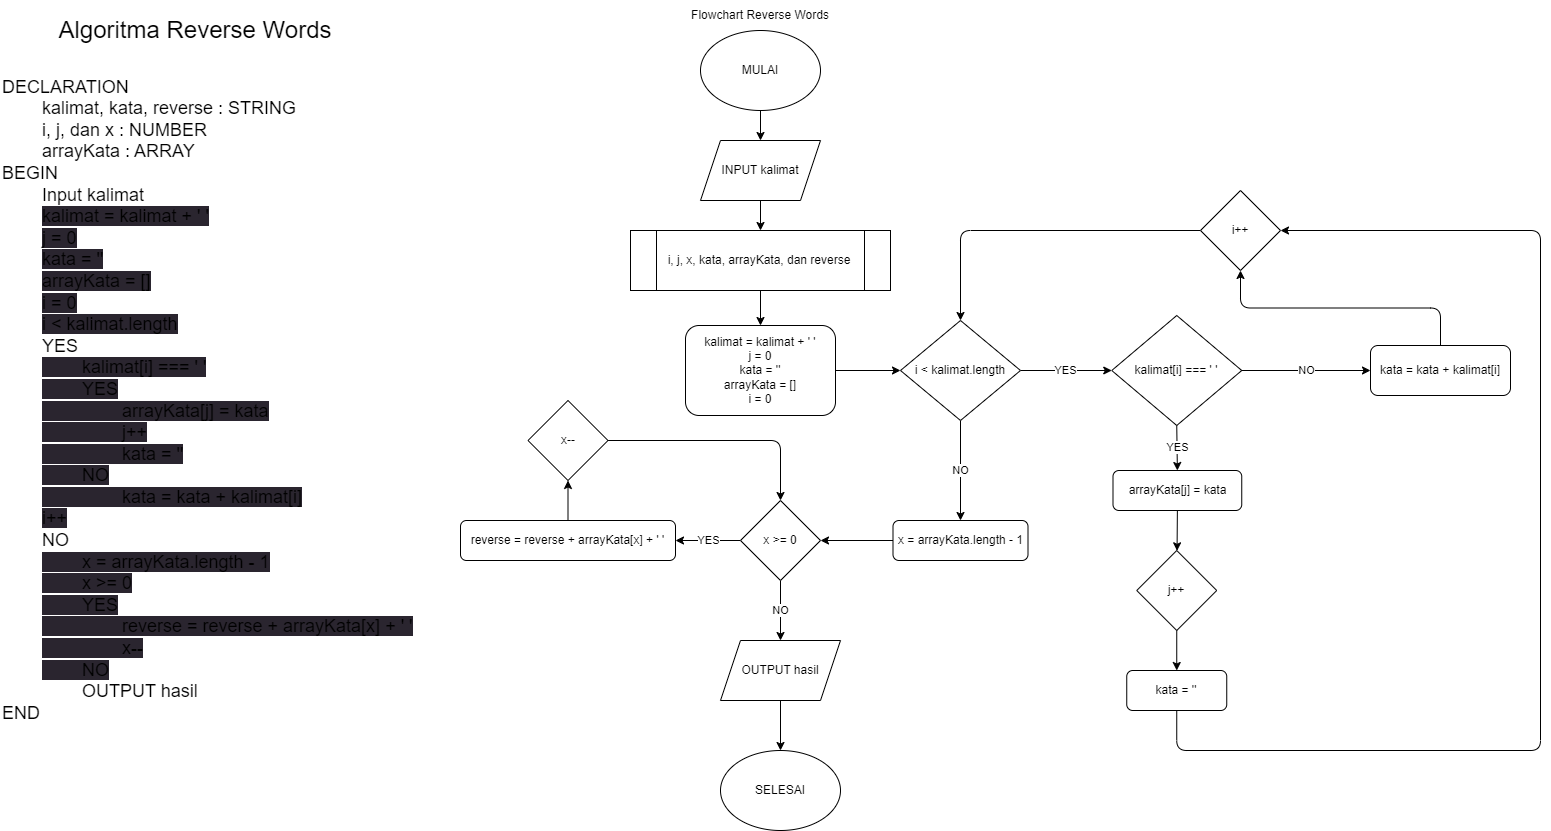 Algoritma Reverse Words
DECLARATION
kalimat, kata, reverse : STRING
i, j, dan x : NUMBER
arrayKata : ARRAY
BEGIN
Input kalimat
kalimat = kalimat + ' '
j = 0
kata = ''
arrayKata = []
i = 0
i < kalimat.length
YES
kalimat[i] === ' '
YES
arrayKata[j] = kata
j++
kata = ''
NO
kata = kata + kalimat[i]
i++
NO
x = arrayKata.length - 1
x >= 0
YES
reverse = reverse + arrayKata[x] + ' '
x--
NO
OUTPUT hasil
END
Flowchart Reverse Words
MULAI
INPUT kalimat
i, j, x, kata, arrayKata, dan reverse
kalimat = kalimat + ' '
j = 0
kata = ''
arrayKata = []
i = 0
i < kalimat.length
YES
kalimat[i] === ' '
NO
kata = kata + kalimat[i]
i++
YES
arrayKata[j] = kata
j++
kata = ''
NO
x = arrayKata.length - 1
x >= 0
YES
reverse = reverse + arrayKata[x] + ' '
x--
NO
OUTPUT hasil
SELESAI